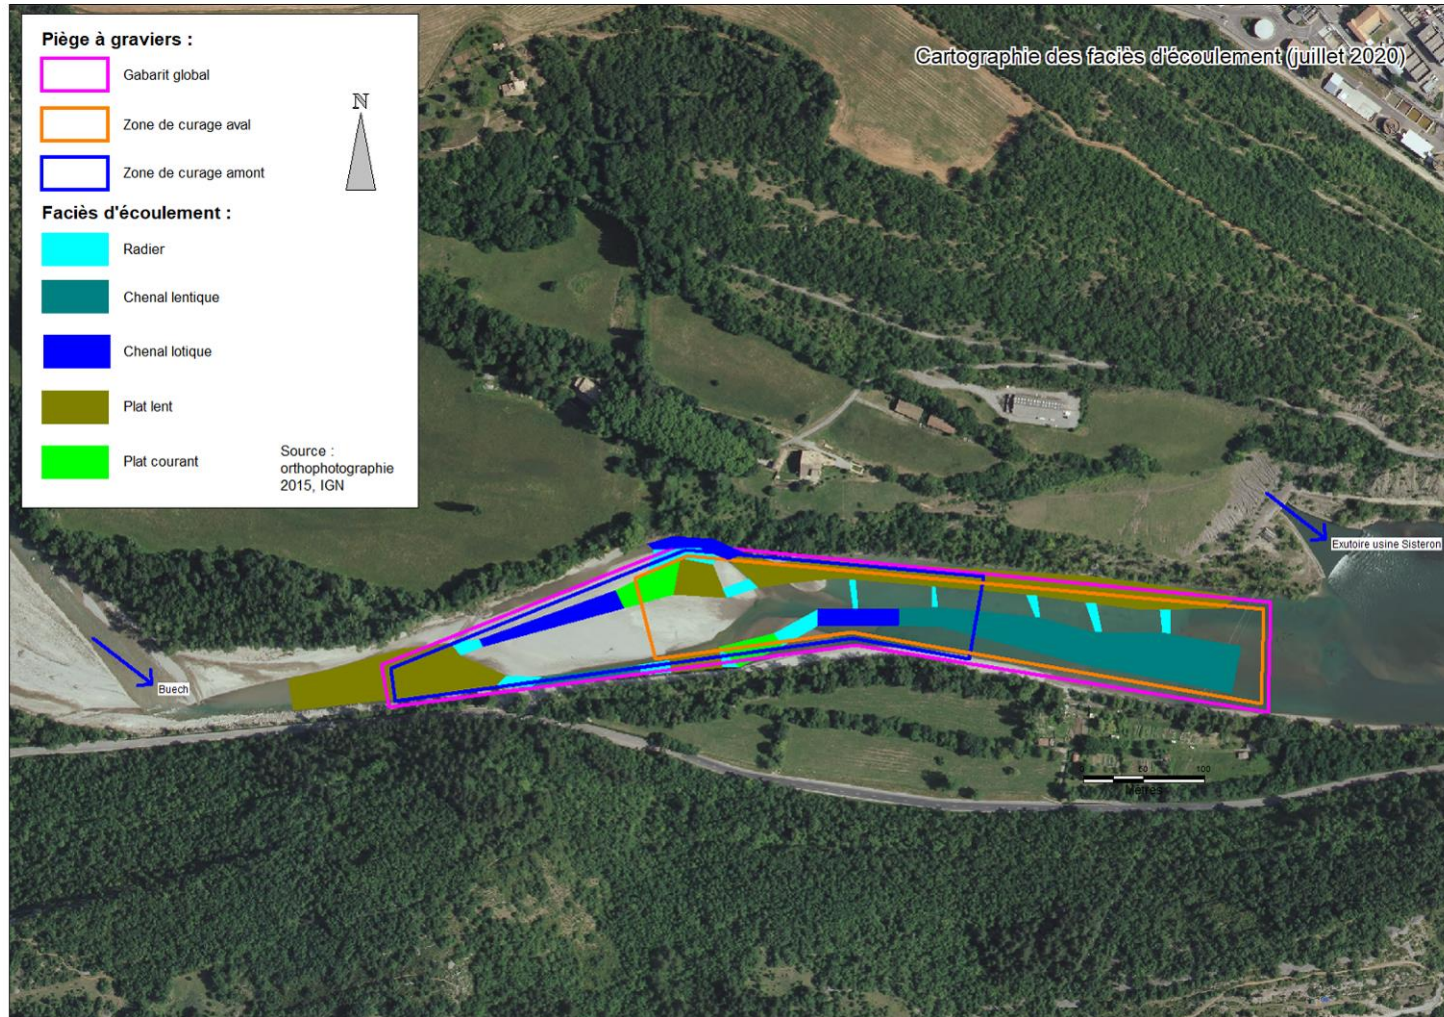 Piège à graviers :
Gabarit global
Zone de curage aval
Zone de curage amont
N
Faciès d'écoulement :
Radier
Chenal lentique
Chenal lotique
Plat lent
Plat courant
Source :
orthophotographie
2015, IGN
Cartographie des faciès d'écoulement (juillet 2020)
Exutoire usine Sisteron
Buech
50 100
Mètres